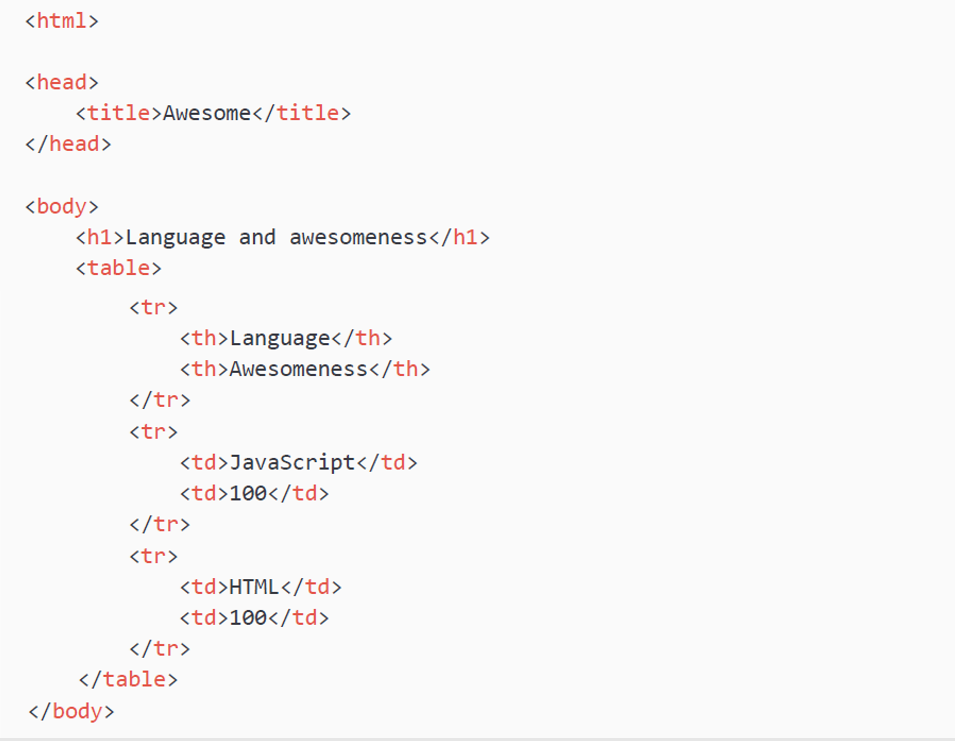 <html>
<head>
<title>Awesome</title>
</head>
<body>
<h1>Language and awesomeness</h1>
<table>
<tr>
<th>Language</th>
<th>Awesomeness</th>
</tr>
<tr>
<td>JavaScript</td>
<td>100</td>
</tr>
<tr>
<td>HTML</td>
<td>100</td>
</tr>
</table>
</body>